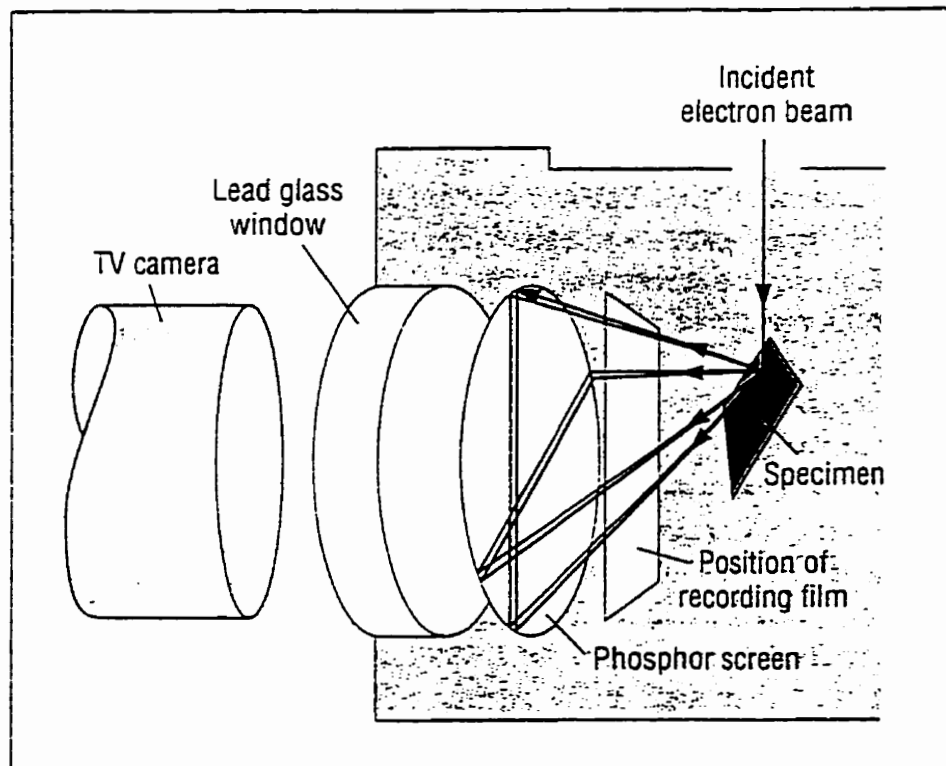 Incident
electron beam
Lead glass
window
TV camera
Specimen
Position of
recording film
Phosphor screen